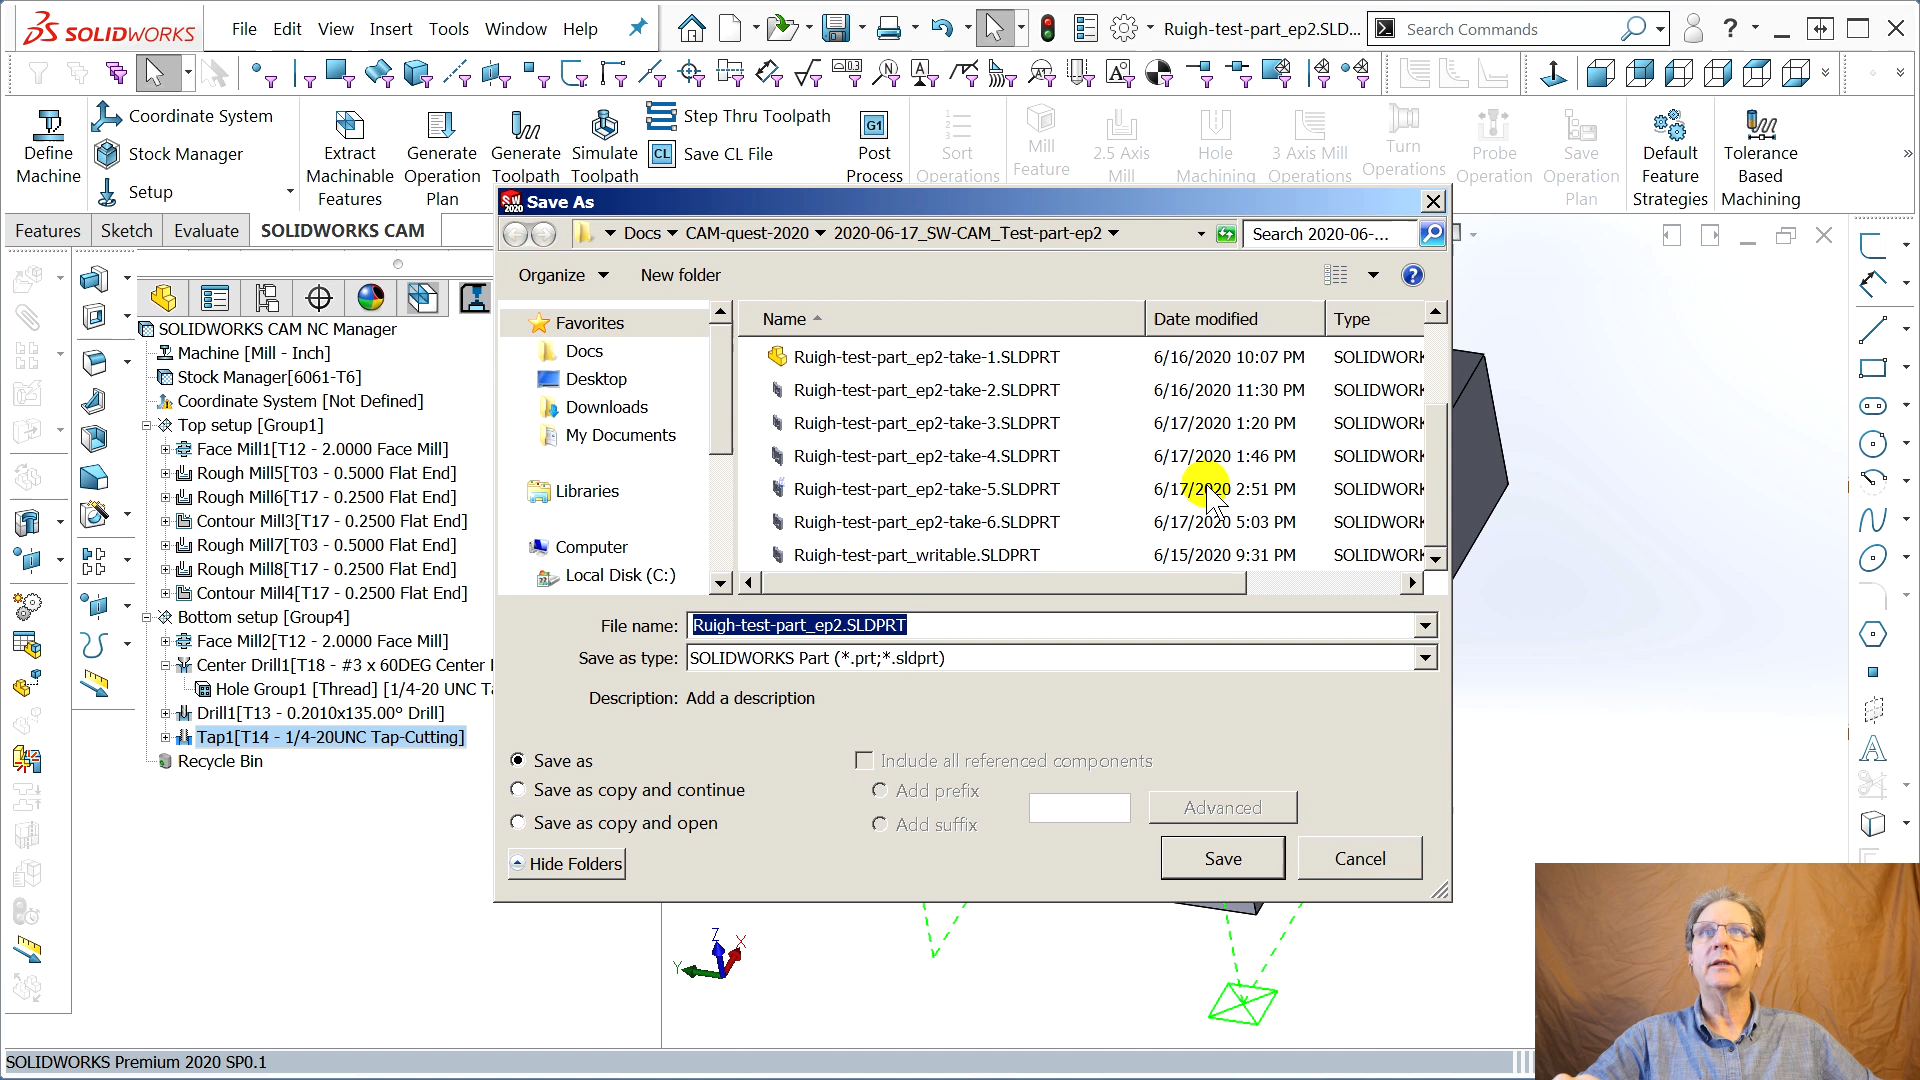 SOLIDWORKS
File Edit View Insert Tools Window Help
Ruigh-test-part_ep2.SLD...
Search Commands
Define Machine
Coordinate System
Stock Manager
Setup
Extract Machinable Features
Generate Operation Plan
Generate Toolpath
Simulate Toolpath
Step Thru Toolpath
CL Save CL File
G1 Post Process
Sort Operations
Mill Feature
2.5 Axis Mill
Hole Machining
3 Axis Mill Operations
Turn Operations
Probe Operation
Save Operation Plan
Default Feature Strategies
Tolerance Based Machining
Features Sketch Evaluate SOLIDWORKS CAM
SOLIDWORKS CAM NC Manager
Machine [Mill - Inch]
Stock Manager[6061-T6]
Coordinate System [Not Defined]
Top setup [Group1]
Face Mill1[T12 - 2.0000 Face Mill]
Rough Mill5[T03 - 0.5000 Flat End]
Rough Mill6[T17 - 0.2500 Flat End]
Contour Mill3[T17 - 0.2500 Flat End]
Rough Mill7[T03 - 0.5000 Flat End]
Rough Mill8[T17 - 0.2500 Flat End]
Contour Mill4[T17 - 0.2500 Flat End]
Bottom setup [Group4]
Face Mill2[T12 - 2.0000 Face Mill]
Center Drill1[T18 - #3 x 60DEG Center
Hole Group1 [Thread] [1/4-20 UNC
Drill1[T13 - 0.2010x135.00° Drill]
Tap1[T14 - 1/4-20UNC Tap-Cutting]
Recycle Bin
SW 2020 Save As
Docs CAM-quest-2020 2020-06-17_SW-CAM_Test-part-ep2
Search 2020-06-...
Organize New folder
Favorites
Docs
Desktop
Downloads
My Documents
Libraries
Computer
Local Disk (C:)
Name Date modified Type
Ruigh-test-part_ep2-take-1.SLDPRT 6/16/2020 10:07 PM SOLIDWORK
Ruigh-test-part_ep2-take-2.SLDPRT 6/16/2020 11:30 PM SOLIDWORK
Ruigh-test-part_ep2-take-3.SLDPRT 6/17/2020 1:20 PM SOLIDWORK
Ruigh-test-part_ep2-take-4.SLDPRT 6/17/2020 1:46 PM SOLIDWORK
Ruigh-test-part_ep2-take-5.SLDPRT 6/17/2020 2:51 PM SOLIDWORK
Ruigh-test-part_ep2-take-6.SLDPRT 6/17/2020 5:03 PM SOLIDWORK
Ruigh-test-part_writable.SLDPRT 6/15/2020 9:31 PM SOLIDWORK
File name: Ruigh-test-part_ep2.SLDPRT
Save as type: SOLIDWORKS Part (*.prt;*.sldprt)
Description: Add a description
Save as
Save as copy and continue
Save as copy and open
Include all referenced components
Add prefix
Add suffix
Advanced
Hide Folders
Save Cancel
Z X Y
SOLIDWORKS Premium 2020 SP0.1